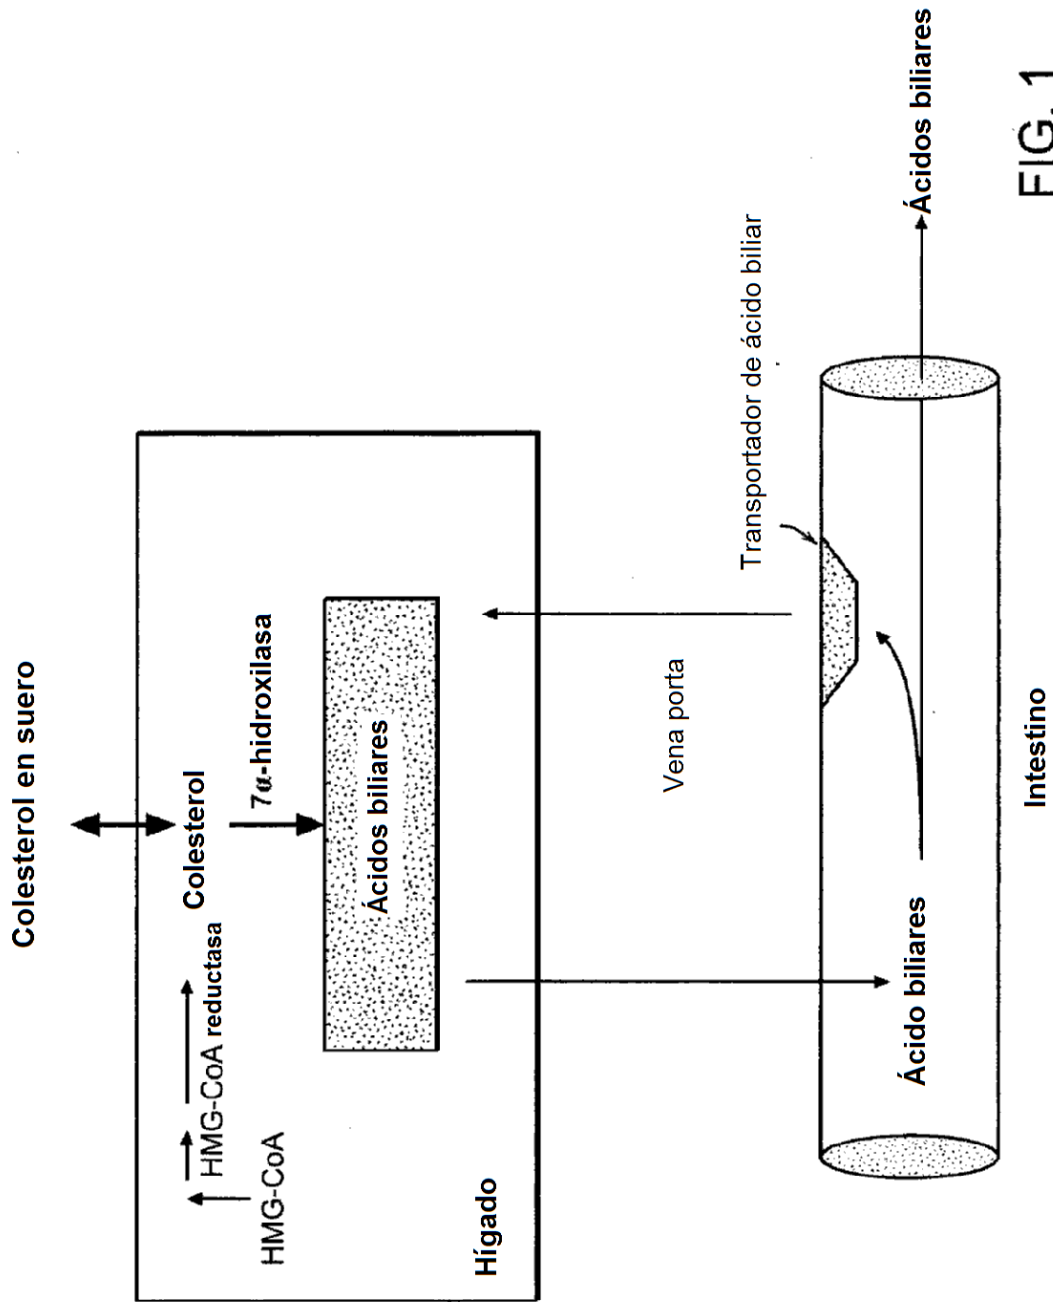 Colesterol en suero
HMG-CoA
HMG-CoA reductasa
Colesterol
7α-hidroxilasa
Ácidos biliares
Hígado
Vena porta
Transportador de ácido biliar
Ácido biliares
Ácidos biliares
Intestino
FIG. 1